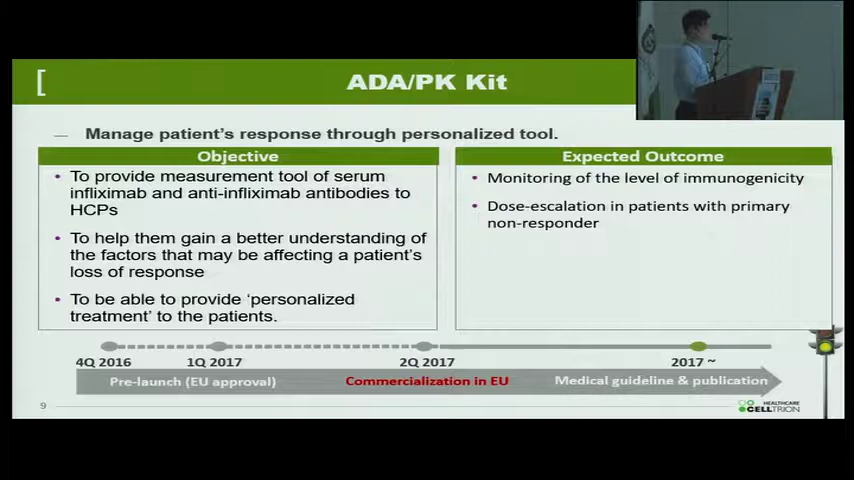 [ ADA/PK Kit
— Manage patient's response through personalized tool.
Objective
• To provide measurement tool of serum
infliximab and anti-infliximab antibodies to
HCPs
• To help them gain a better understanding of
the factors that may be affecting a patient's
loss of response
• To be able to provide 'personalized
treatment' to the patients.
Expected Outcome
• Monitoring of the level of immunogenicity
• Dose-escalation in patients with primary
non-responder
4Q 2016 1Q 2017 2Q 2017 2017 ~
Pre-launch (EU approval) Commercialization in EU Medical guideline & publication
9
HEALTHCARE
CELLTRION